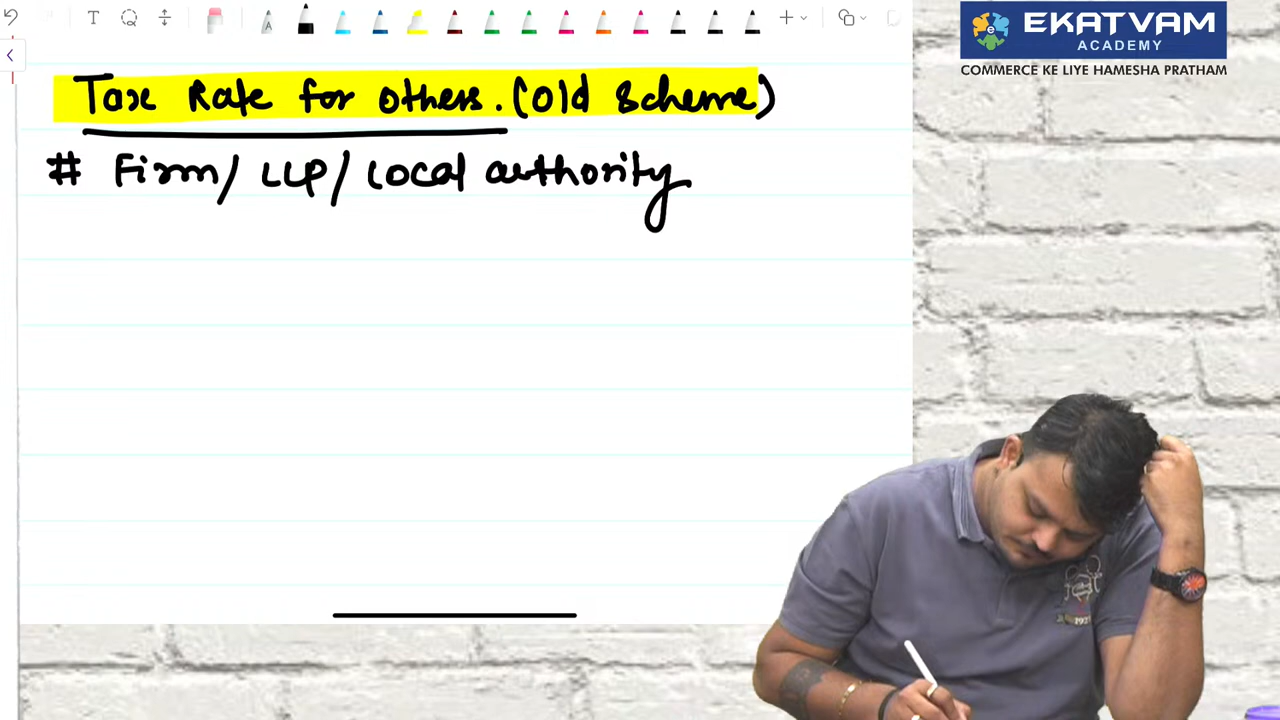 EKATVAM
ACADEMY
COMMERCE KE LIYE HAMESHA PRATHAM
Tax Rate for others. (Old Scheme)
# Firm/ LLP/ Local authority